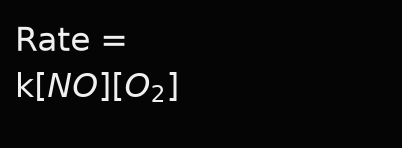 Rate =
k[NO][O₂]